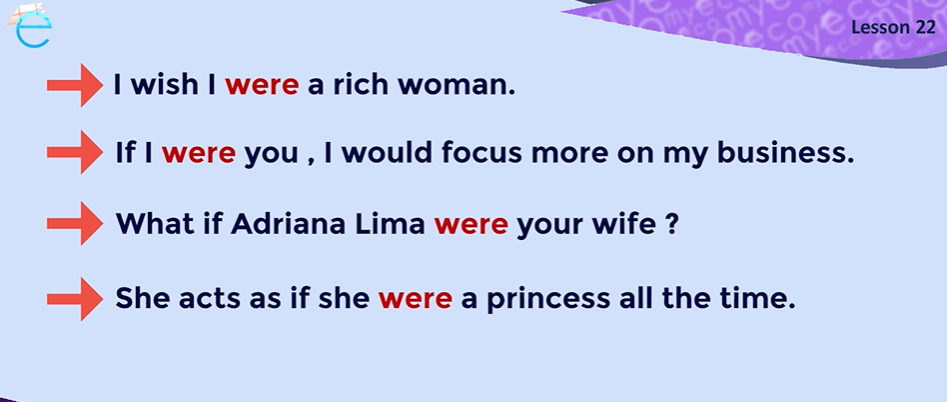 Lesson 22
I wish I were a rich woman.
If I were you , I would focus more on my business.
What if Adriana Lima were your wife ?
She acts as if she were a princess all the time.